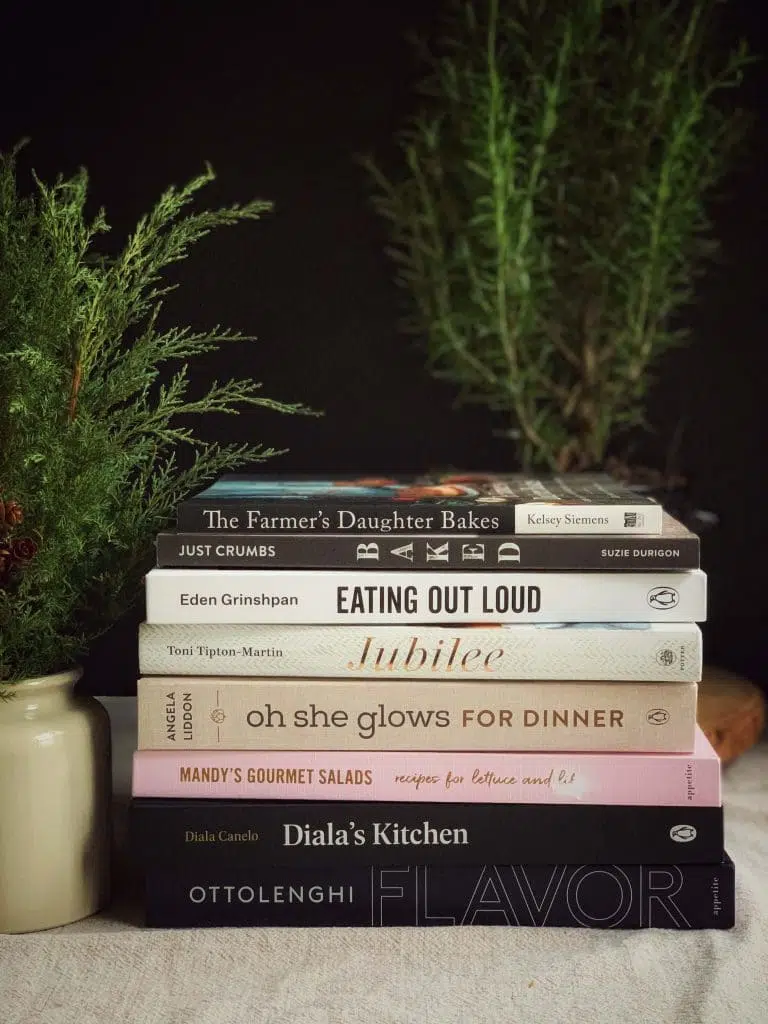 The Farmer's Daughter Bakes Kelsey Siemens
JUST CRUMBS BAKED SUZIE DURIGON
Eden Grinshpan EATING OUT LOUD
Toni Tipton-Martin Jubilee POTTER
ANGELA LIDDON oh she glows FOR DINNER
MANDY'S GOURMET SALADS recipes for lettuce and appetite
Diala Canelo Diala's Kitchen
OTTOLENGHI FLAVOR appetite